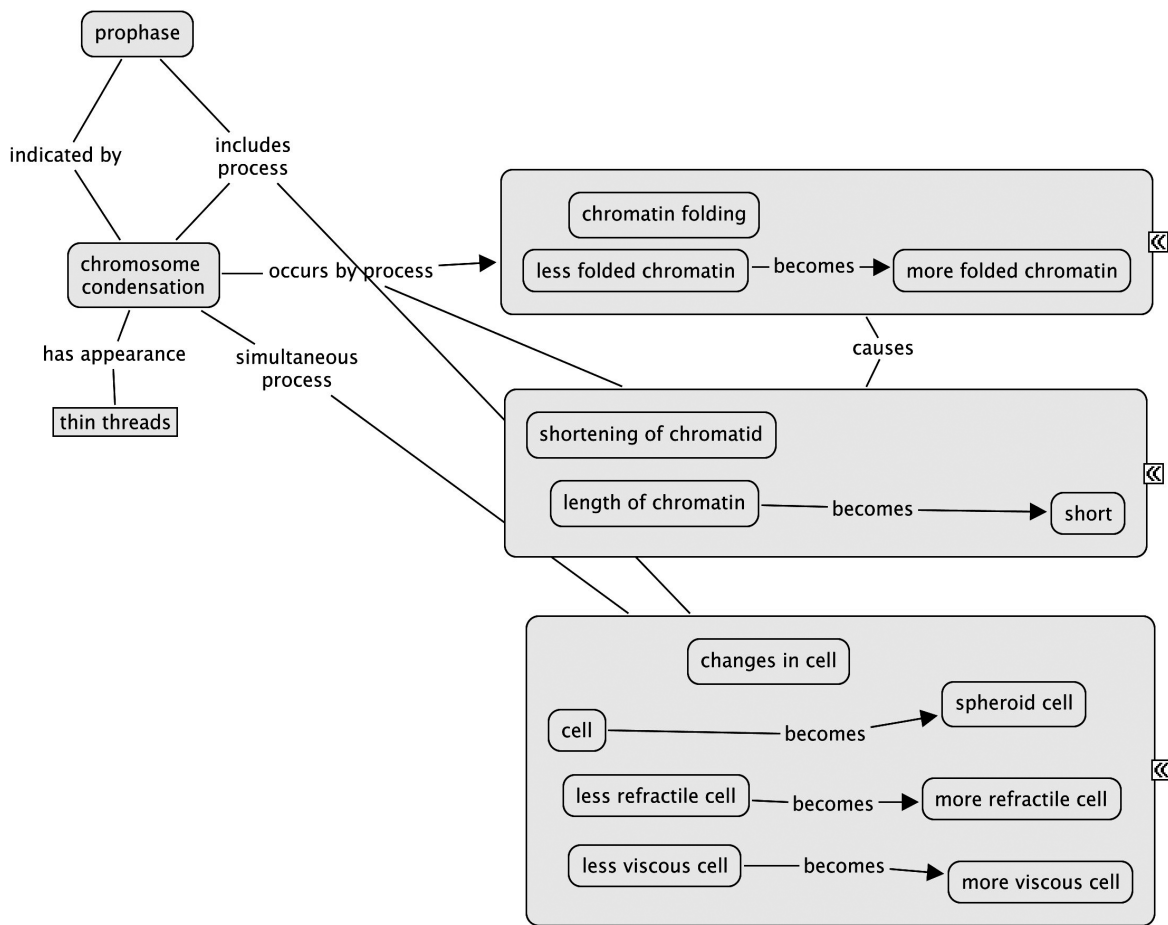 prophase
indicated by
includes
process
chromosome
condensation
occurs by process
has appearance
thin threads
simultaneous
process
chromatin folding
less folded chromatin
becomes
more folded chromatin
causes
shortening of chromatid
length of chromatin
becomes
short
changes in cell
cell
becomes
spheroid cell
less refractile cell
becomes
more refractile cell
less viscous cell
becomes
more viscous cell